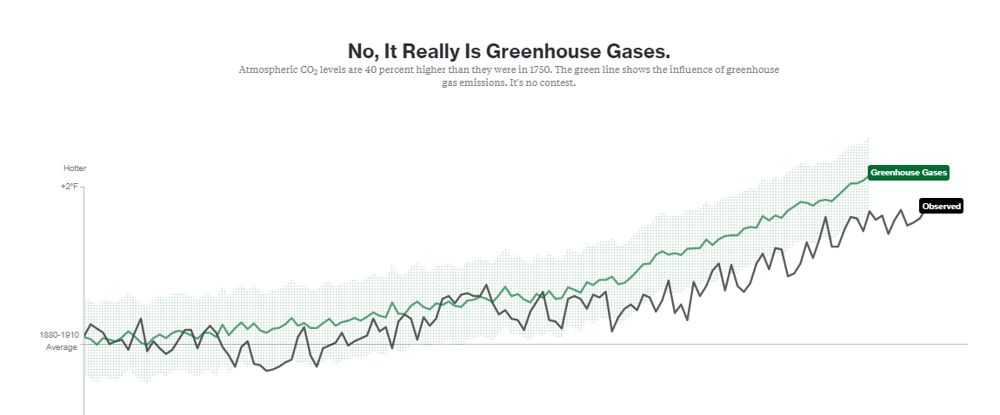 No, It Really Is Greenhouse Gases.
Atmospheric CO₂ levels are 40 percent higher than they were in 1750. The green line shows the influence of greenhouse
gas emissions. It's no contest.
Hotter
+2°F
Greenhouse Gases
Observed
1880-1910
Average